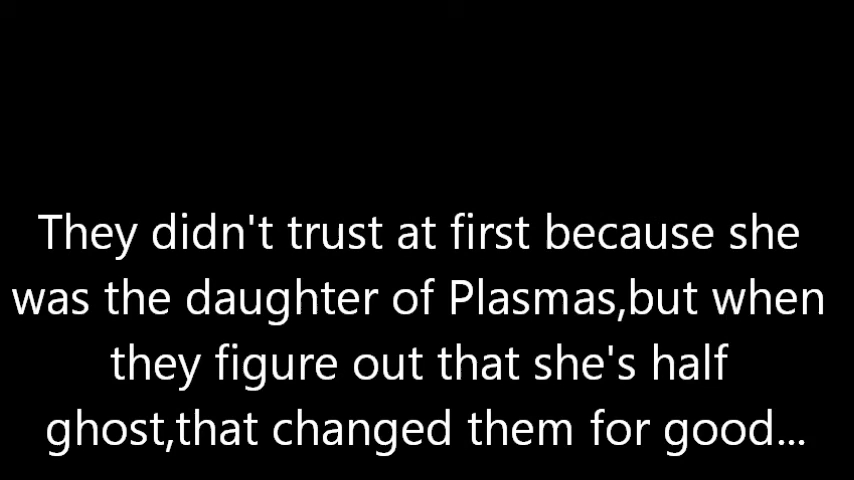 They didn't trust at first because she
was the daughter of Plasmas,but when
they figure out that she's half
ghost,that changed them for good...